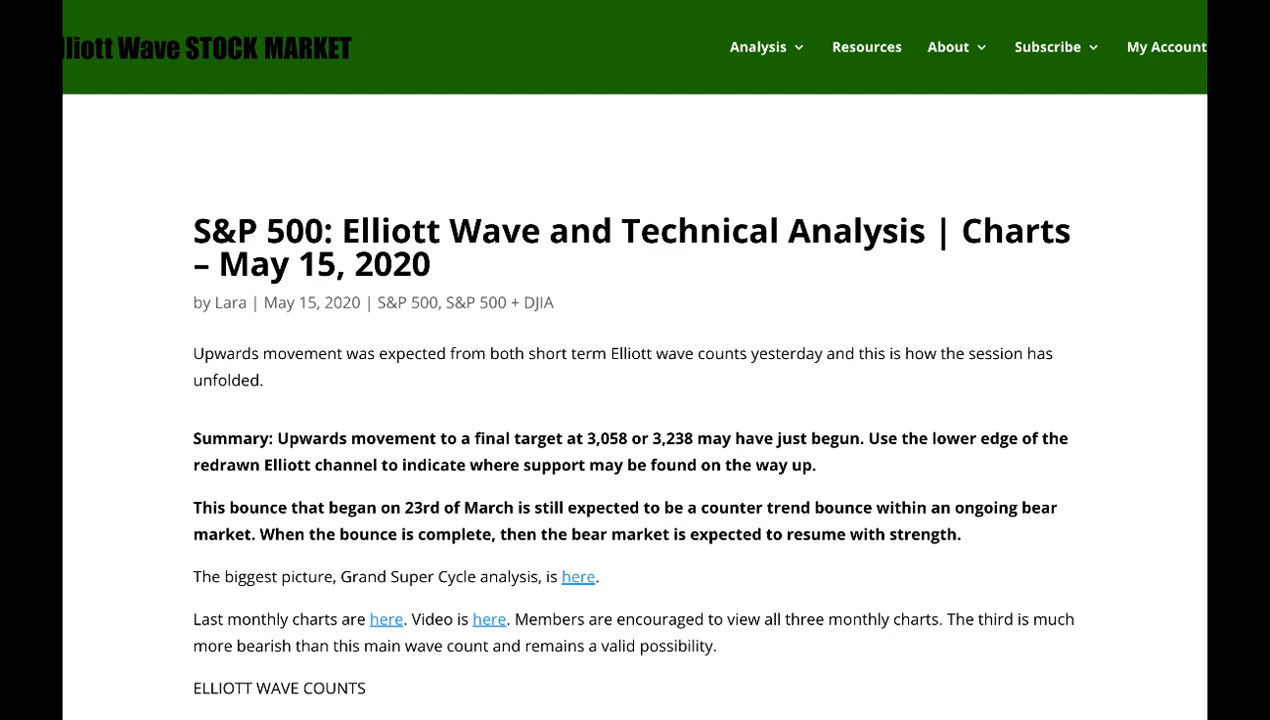 lliott Wave STOCK MARKET
Analysis Resources About Subscribe My Account
S&P 500: Elliott Wave and Technical Analysis | Charts
– May 15, 2020
by Lara | May 15, 2020 | S&P 500, S&P 500 + DJIA
Upwards movement was expected from both short term Elliott wave counts yesterday and this is how the session has
unfolded.
Summary: Upwards movement to a final target at 3,058 or 3,238 may have just begun. Use the lower edge of the
redrawn Elliott channel to indicate where support may be found on the way up.
This bounce that began on 23rd of March is still expected to be a counter trend bounce within an ongoing bear
market. When the bounce is complete, then the bear market is expected to resume with strength.
The biggest picture, Grand Super Cycle analysis, is here.
Last monthly charts are here. Video is here. Members are encouraged to view all three monthly charts. The third is much
more bearish than this main wave count and remains a valid possibility.
ELLIOTT WAVE COUNTS